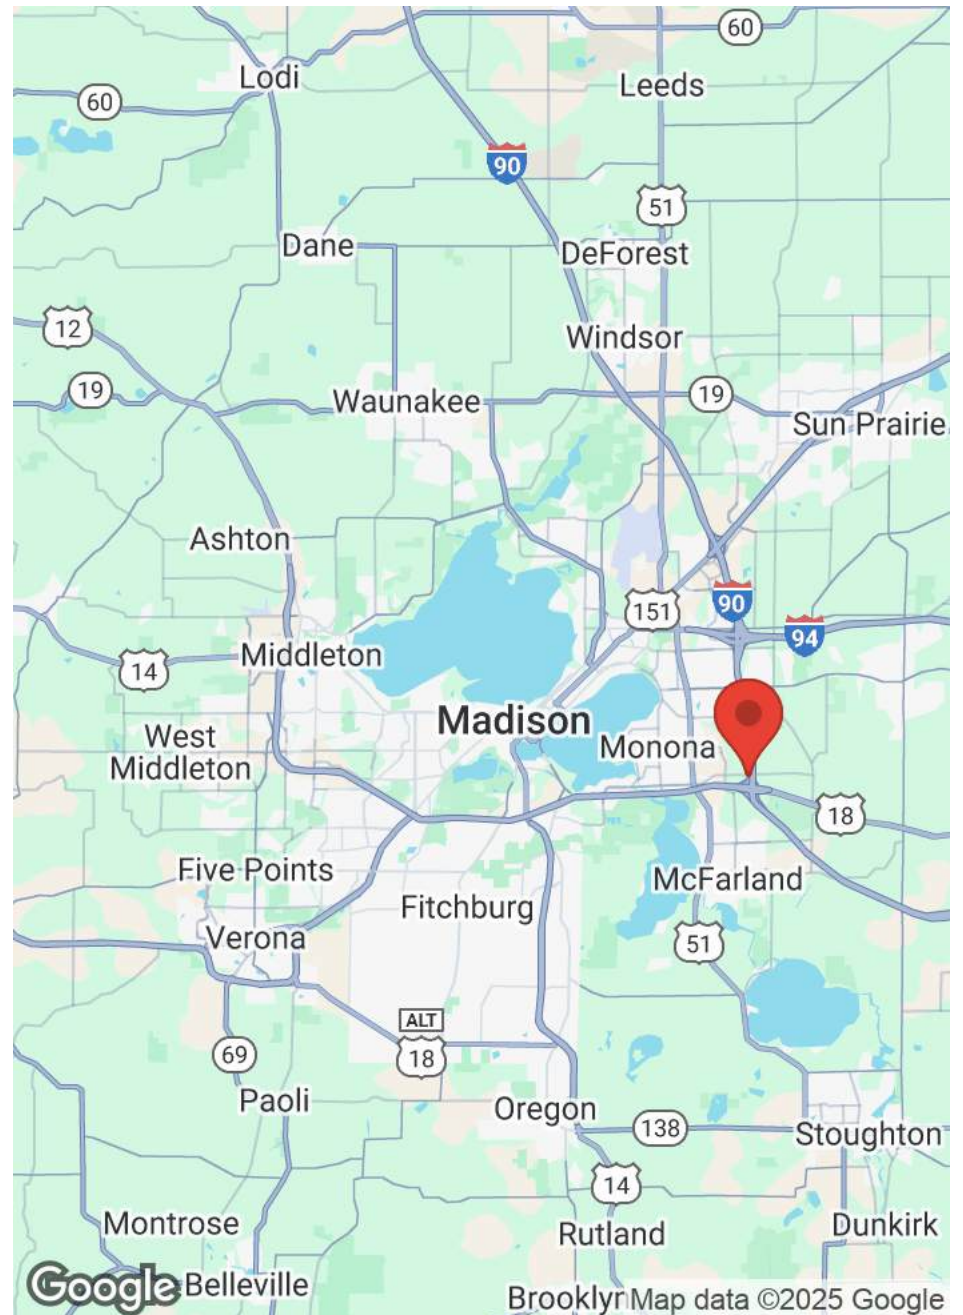 60
Lodi
Leeds
60
90
51
Dane
DeForest
12
Windsor
19
Waunakee
19
Sun Prairie
Ashton
151
90
94
Middleton
14
Madison
Monona
West
Middleton
18
Five Points
McFarland
Fitchburg
Verona
51
ALT
18
69
Paoli
Oregon
138
Stoughton
14
Montrose
Rutland
Dunkirk
Google
Belleville
Brooklyn
Map data ©2025 Google